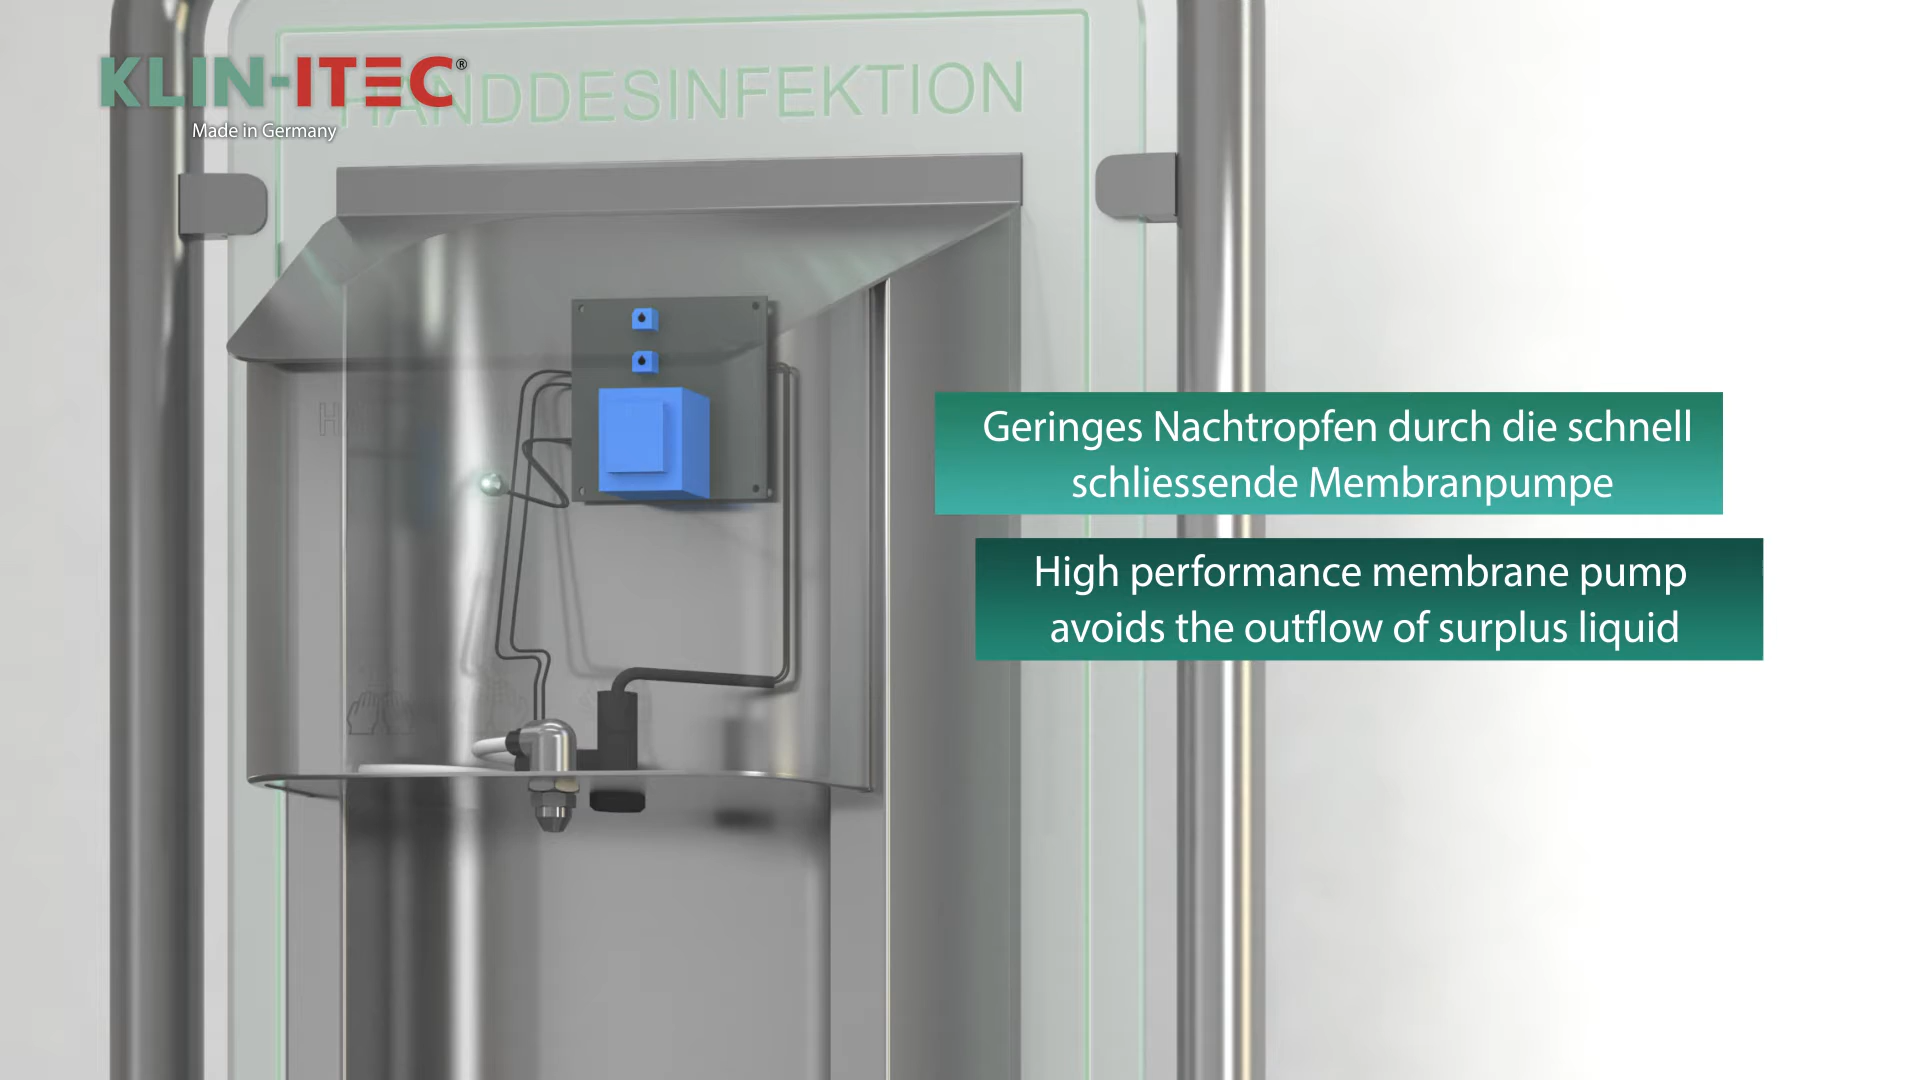 KLIN-ITEC®
HANDDESINFEKTION
Made in Germany
Geringes Nachtropfen durch die schnell
schliessende Membranpumpe
High performance membrane pump
avoids the outflow of surplus liquid